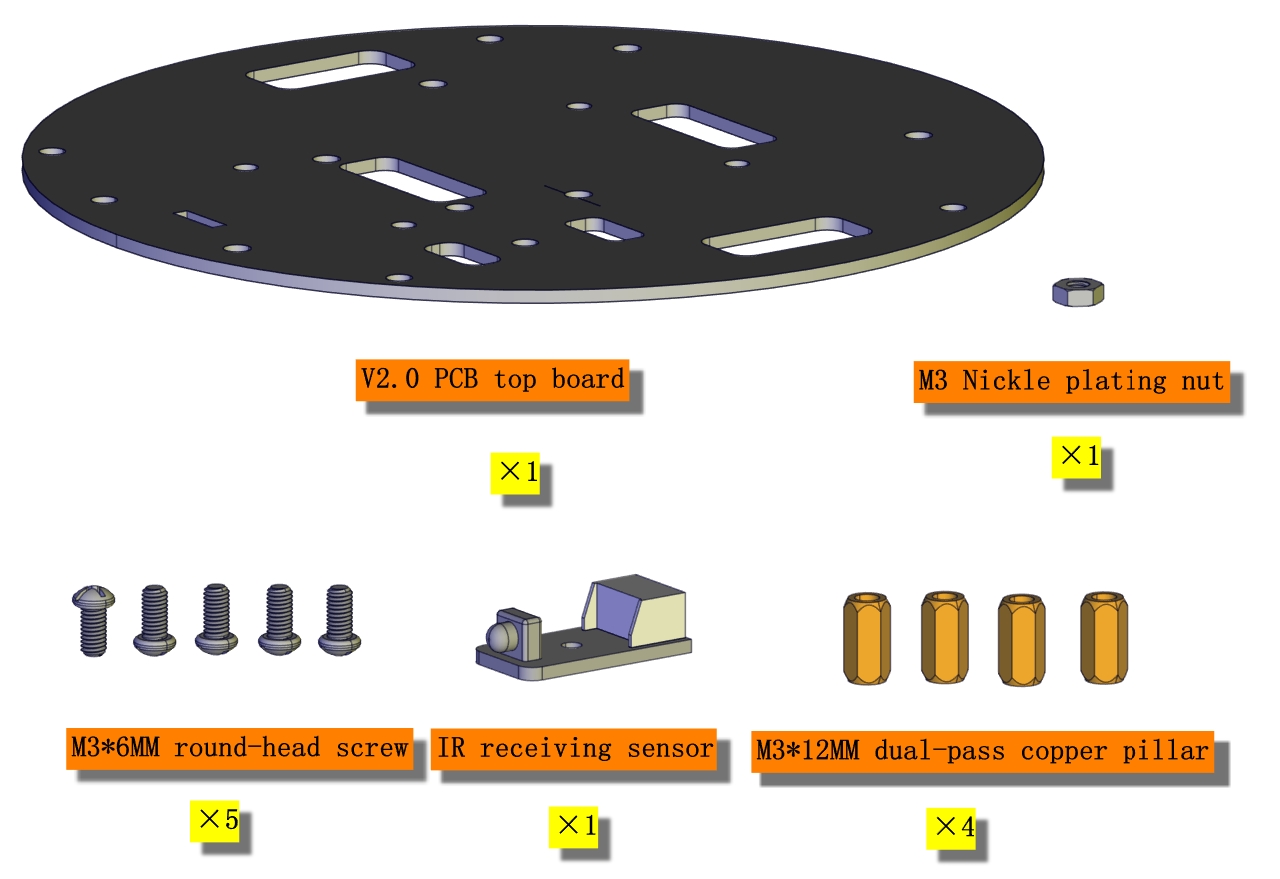 V2.0 PCB top board
M3 Nickle plating nut
×1
×1
M3*6MM round-head screw
IR receiving sensor
M3*12MM dual-pass copper pillar
×5
×1
×4